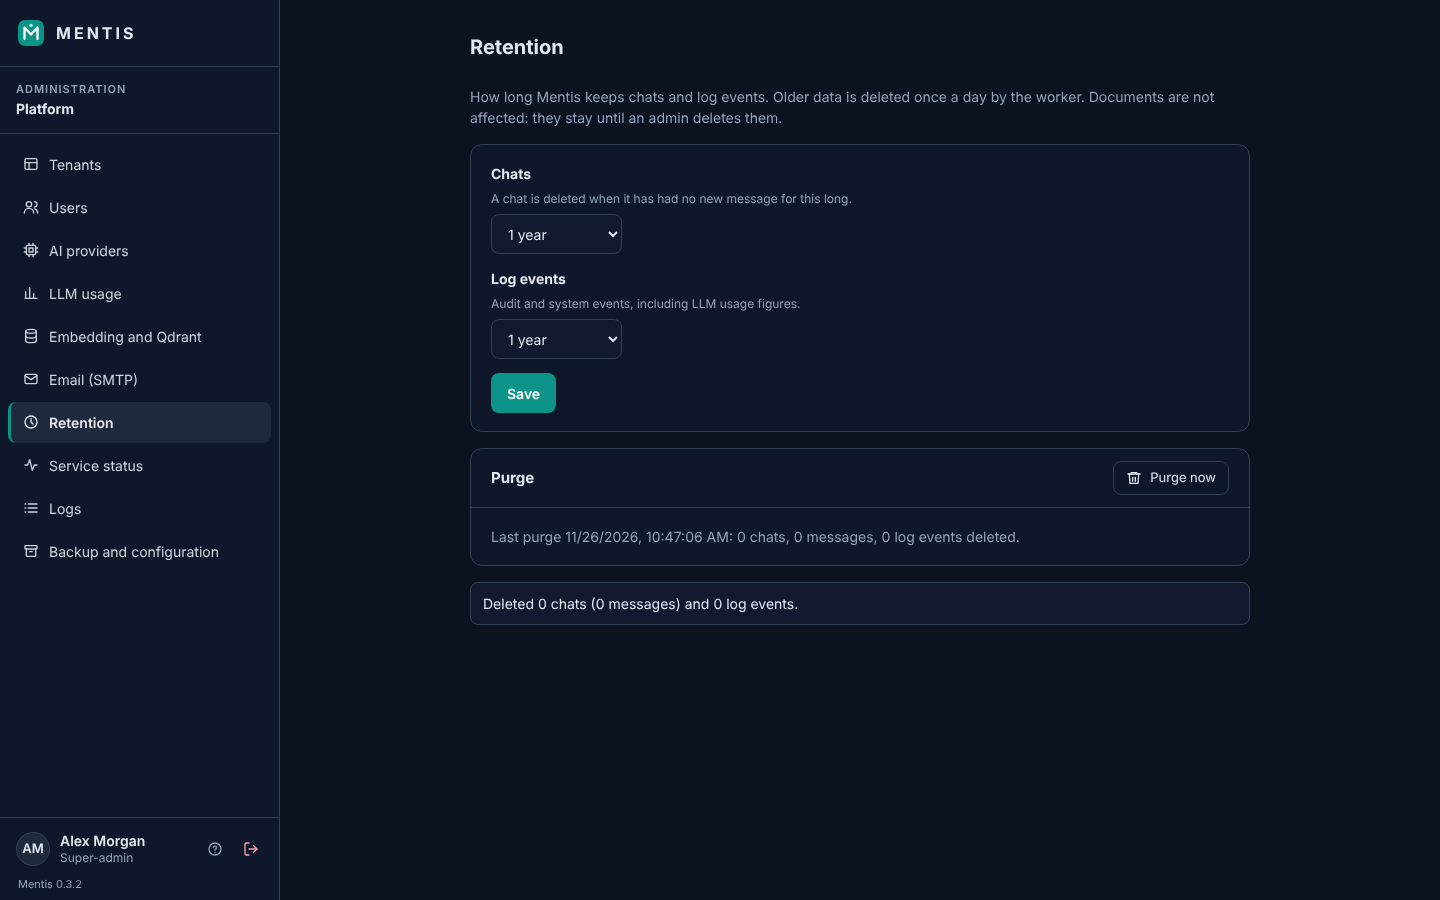 MENTIS
ADMINISTRATION
Platform
Tenants
Users
AI providers
LLM usage
Embedding and Qdrant
Email (SMTP)
Retention
Service status
Logs
Backup and configuration
AM
Alex Morgan
Super-admin
Mentis 0.3.2
Retention
How long Mentis keeps chats and log events. Older data is deleted once a day by the worker. Documents are not
affected: they stay until an admin deletes them.
Chats
A chat is deleted when it has had no new message for this long.
1 year
Log events
Audit and system events, including LLM usage figures.
1 year
Save
Purge
Purge now
Last purge 11/26/2026, 10:47:06 AM: 0 chats, 0 messages, 0 log events deleted.
Deleted 0 chats (0 messages) and 0 log events.